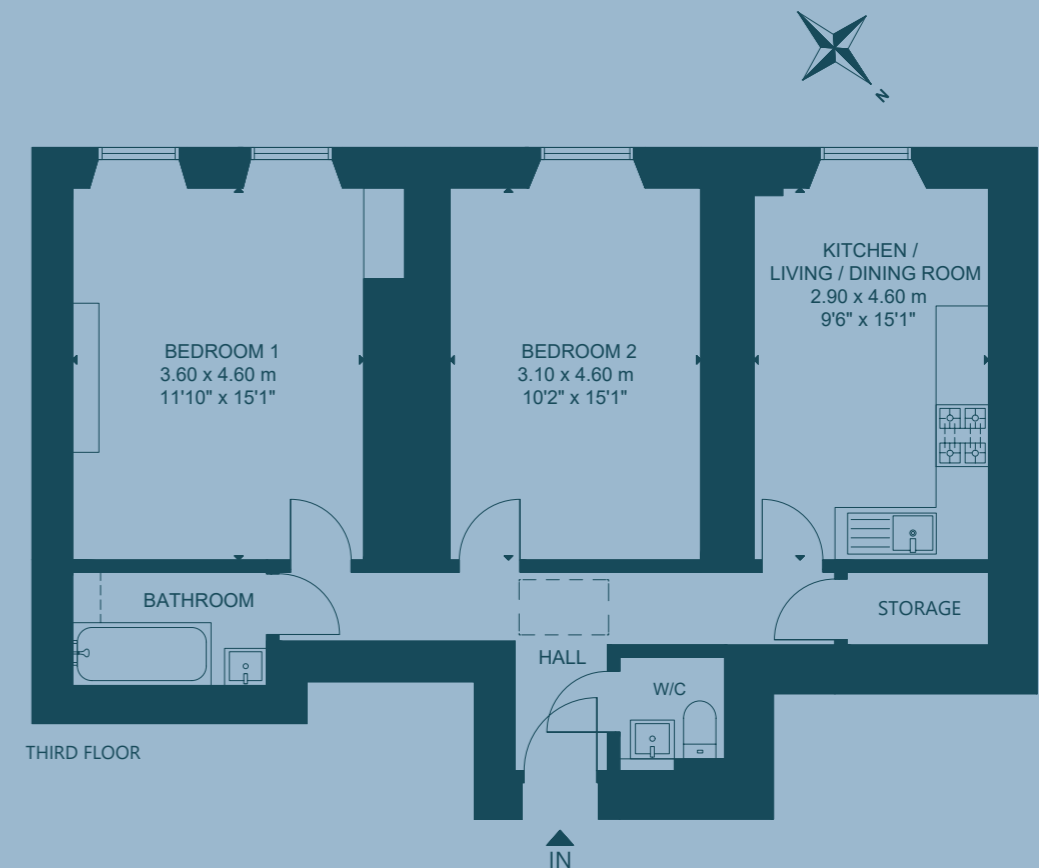 N
KITCHEN /
LIVING / DINING ROOM
2.90 x 4.60 m
9'6" x 15'1"
BEDROOM 1
3.60 x 4.60 m
11'10" x 15'1"
BEDROOM 2
3.10 x 4.60 m
10'2" x 15'1"
BATHROOM
STORAGE
HALL
W/C
THIRD FLOOR
IN